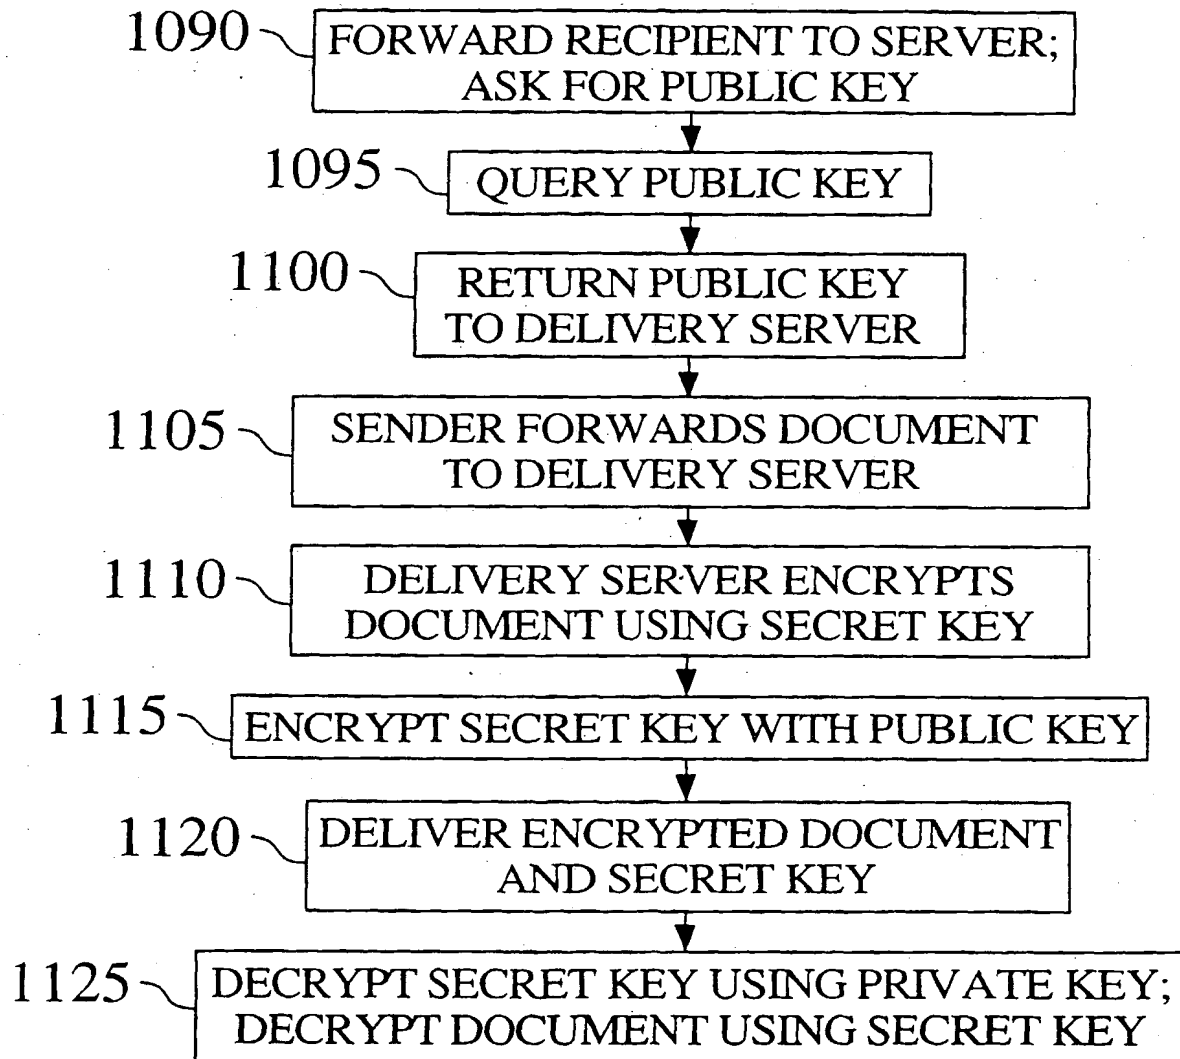 1090 FORWARD RECIPIENT TO SERVER;
ASK FOR PUBLIC KEY
1095 QUERY PUBLIC KEY
1100 RETURN PUBLIC KEY
TO DELIVERY SERVER
1105 SENDER FORWARDS DOCUMENT
TO DELIVERY SERVER
1110 DELIVERY SERVER ENCRYPTS
DOCUMENT USING SECRET KEY
1115 ENCRYPT SECRET KEY WITH PUBLIC KEY
1120 DELIVER ENCRYPTED DOCUMENT
AND SECRET KEY
1125 DECRYPT SECRET KEY USING PRIVATE KEY;
DECRYPT DOCUMENT USING SECRET KEY